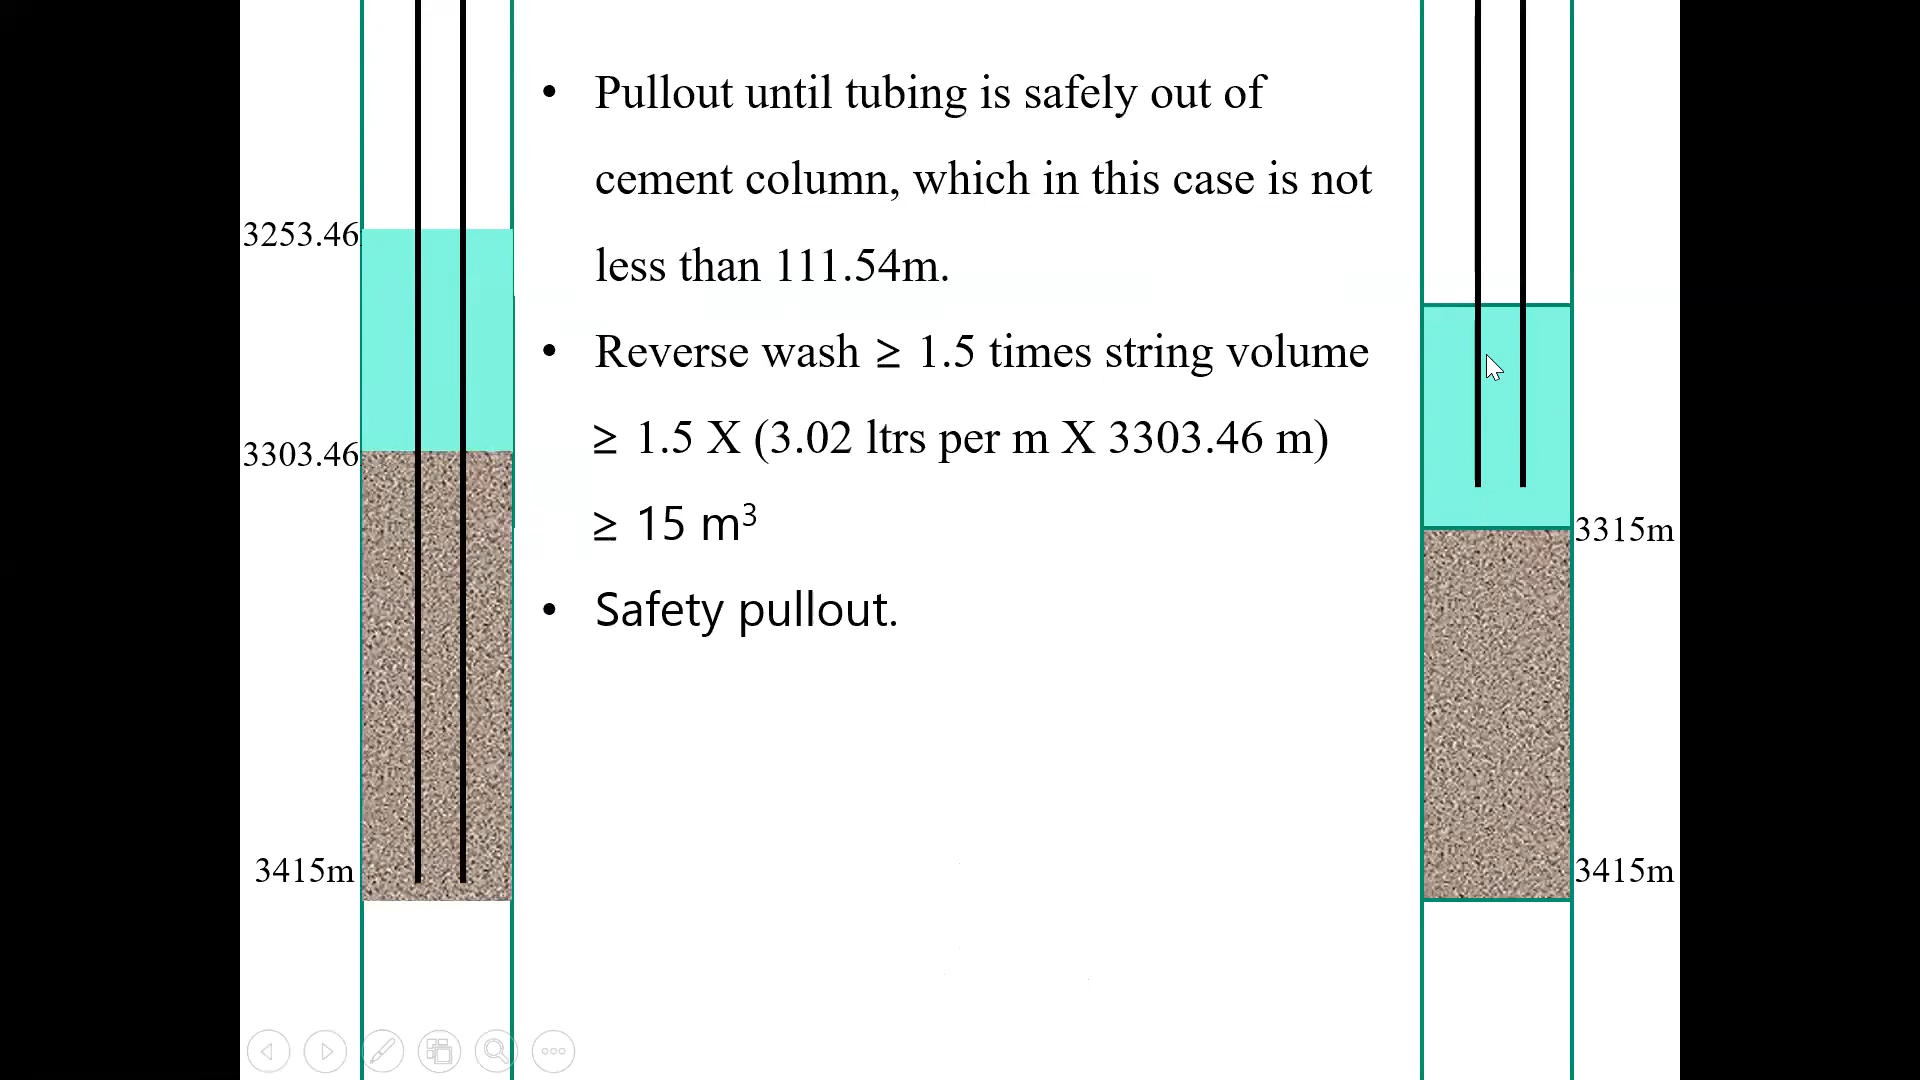 • Pullout until tubing is safely out of
cement column, which in this case is not
less than 111.54m.
• Reverse wash ≥ 1.5 times string volume
≥ 1.5 X (3.02 ltrs per m X 3303.46 m)
≥ 15 m³
• Safety pullout.
3253.46
3303.46
3415m
3315m
3415m